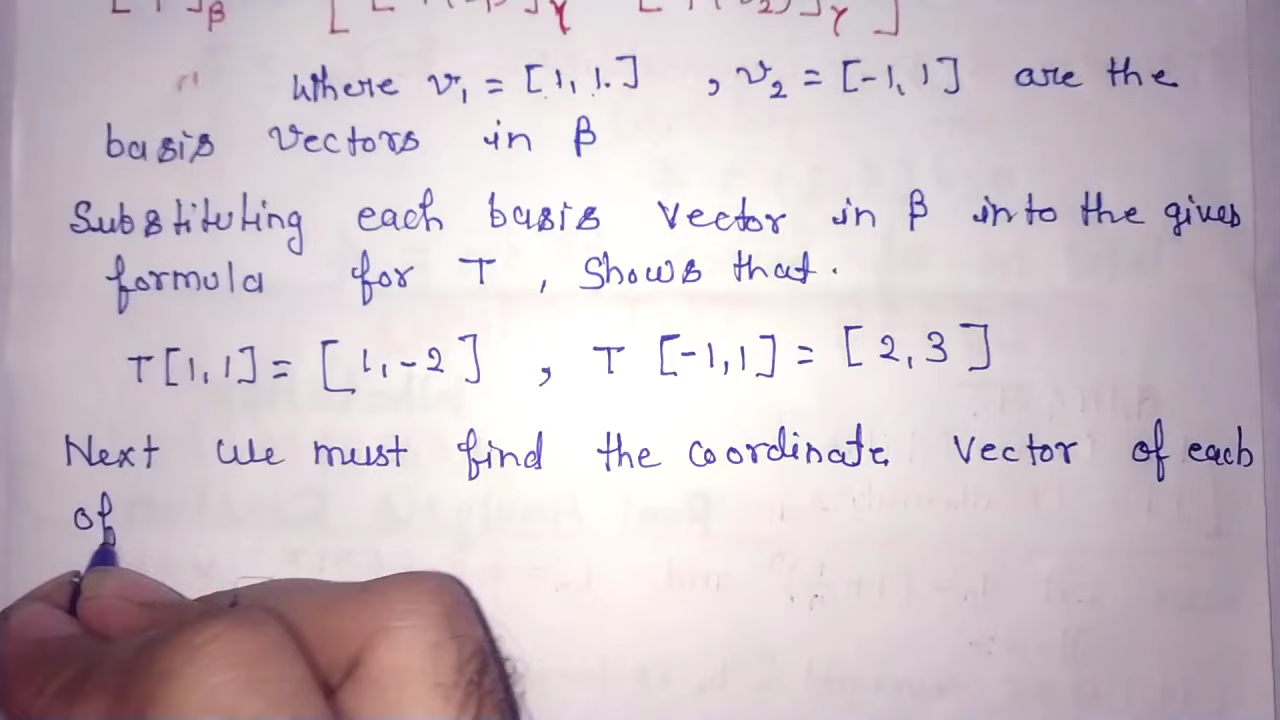 where v₁ = [1, 1.] , v₂ = [-1, 1] are the
basis vectors in β
Substituting each basis vector in β into the given
formula for T , Shows that.
T[1, 1] = [1, -2] , T [-1, 1] = [2, 3]
Next we must find the coordinate vector of each
of